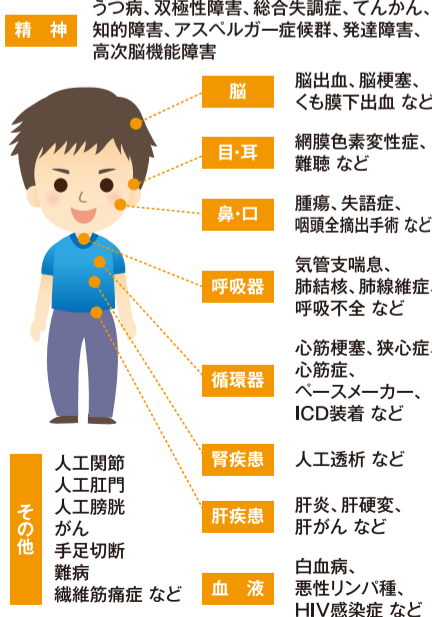 精神
うつ病、双極性障害、総合失調症、てんかん、
知的障害、アスペルガー症候群、発達障害、
高次脳機能障害
脳
脳出血、脳梗塞、
くも膜下出血 など
目・耳
網膜色素変性症、
難聴 など
鼻・口
腫瘍、失語症、
咽頭全摘出手術 など
呼吸器
気管支喘息、
肺結核、肺線維症、
呼吸不全 など
循環器
心筋梗塞、狭心症、
心筋症、
ペースメーカー、
ICD装着 など
腎疾患
人工透析 など
肝疾患
肝炎、肝硬変、
肝がん など
血液
白血病、
悪性リンパ種、
HIV感染症 など
その他
人工関節
人工肛門
人工膀胱
がん
手足切断
難病
繊維筋痛症 など